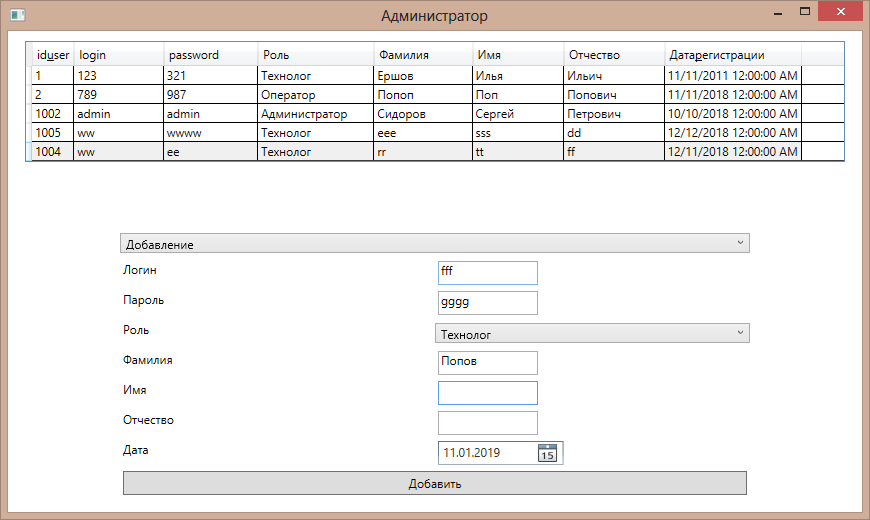 Администратор
iduser login password Роль Фамилия Имя Отчество Датарегистрации
1 123 321 Технолог Ершов Илья Ильич 11/11/2011 12:00:00 AM
2 789 987 Оператор Попоп Поп Попович 11/11/2018 12:00:00 AM
1002 admin admin Администратор Сидоров Сергей Петрович 10/10/2018 12:00:00 AM
1005 ww wwww Технолог eee sss dd 12/12/2018 12:00:00 AM
1004 ww ee Технолог rr tt ff 12/11/2018 12:00:00 AM
Добавление
Логин fff
Пароль gggg
Роль Технолог
Фамилия Попов
Имя
Отчество
Дата 11.01.2019 15
Добавить